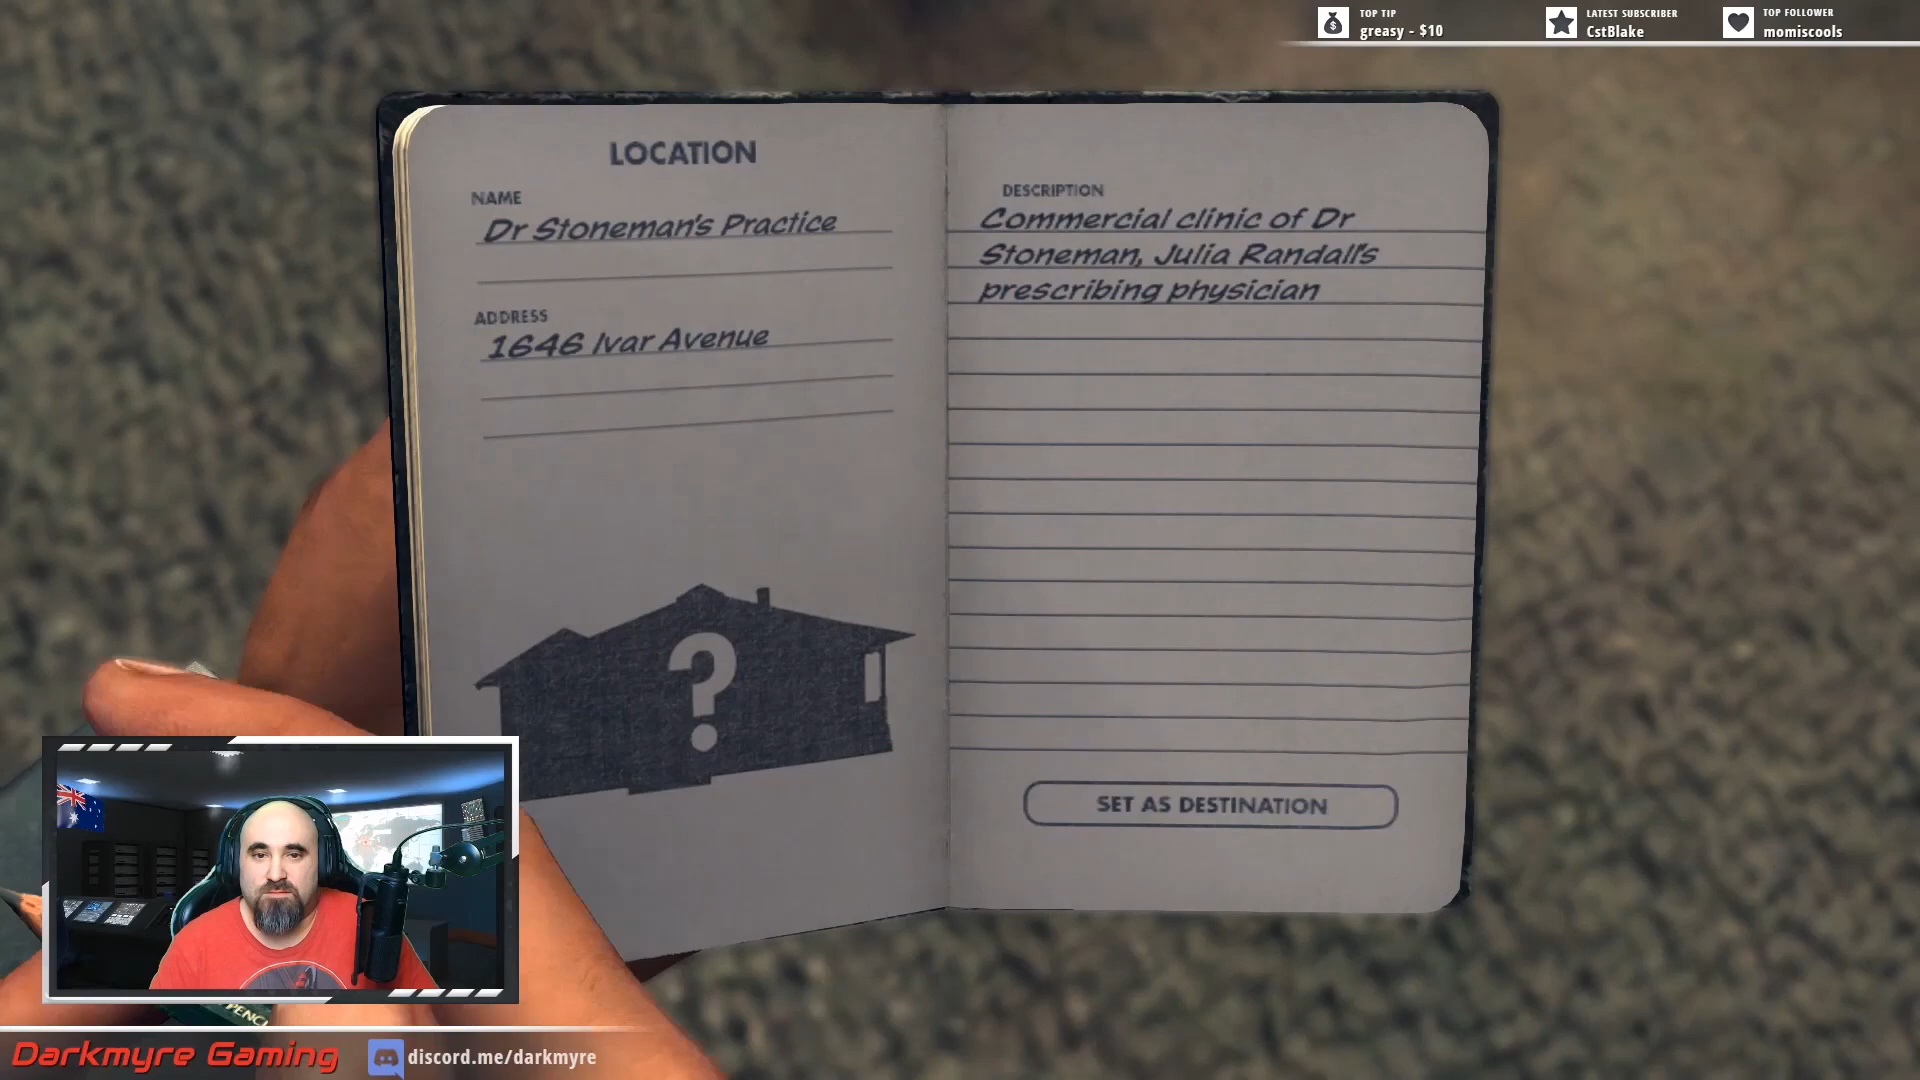 TOP TIP
greasy - $10
LATEST SUBSCRIBER
CstBlake
TOP FOLLOWER
momiscools
LOCATION
NAME
Dr Stoneman's Practice
ADDRESS
1646 Ivar Avenue
?
DESCRIPTION
Commercial clinic of Dr
Stoneman, Julia Randall's
prescribing physician
SET AS DESTINATION
PENC
Darkmyre Gaming
discord.me/darkmyre